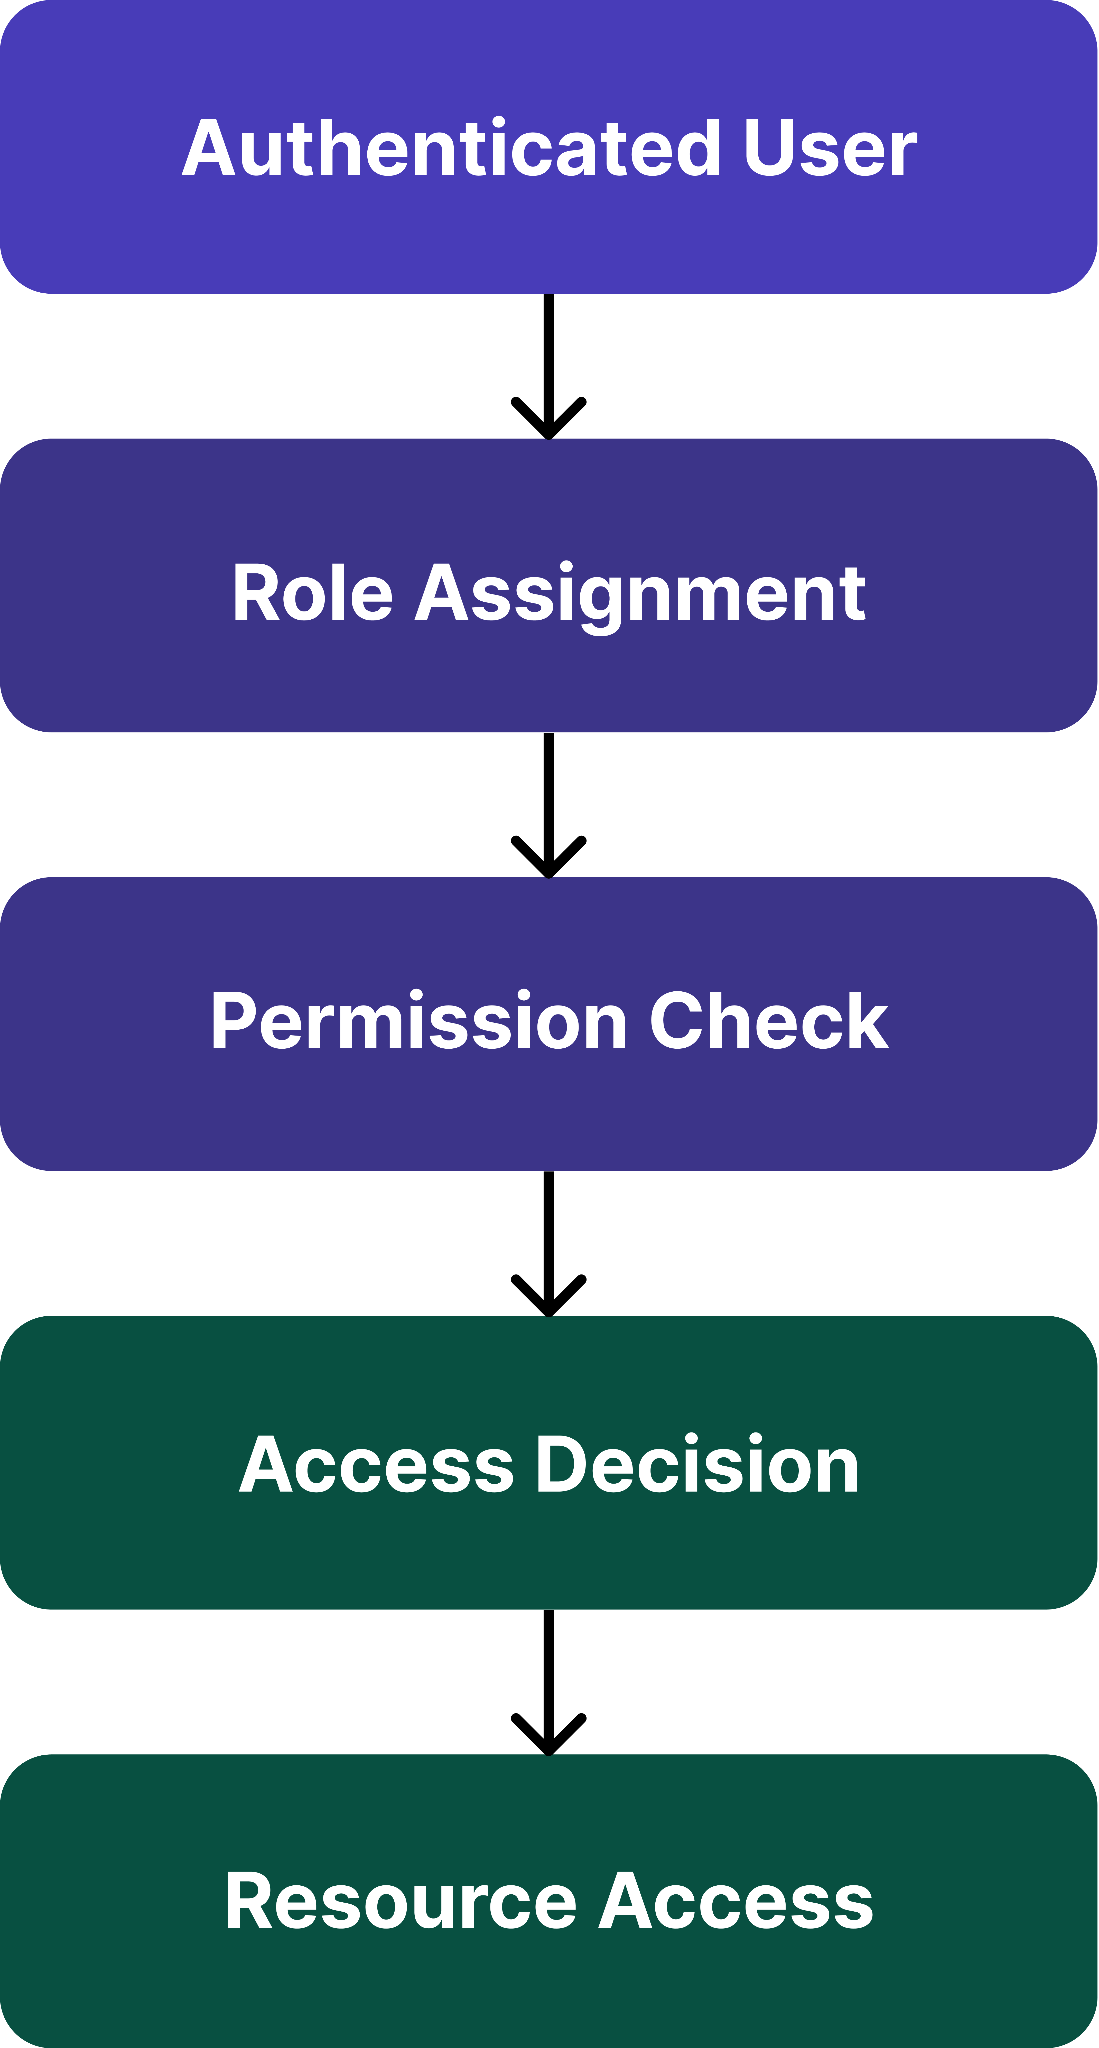 Authenticated User
Role Assignment
Permission Check
Access Decision
Resource Access